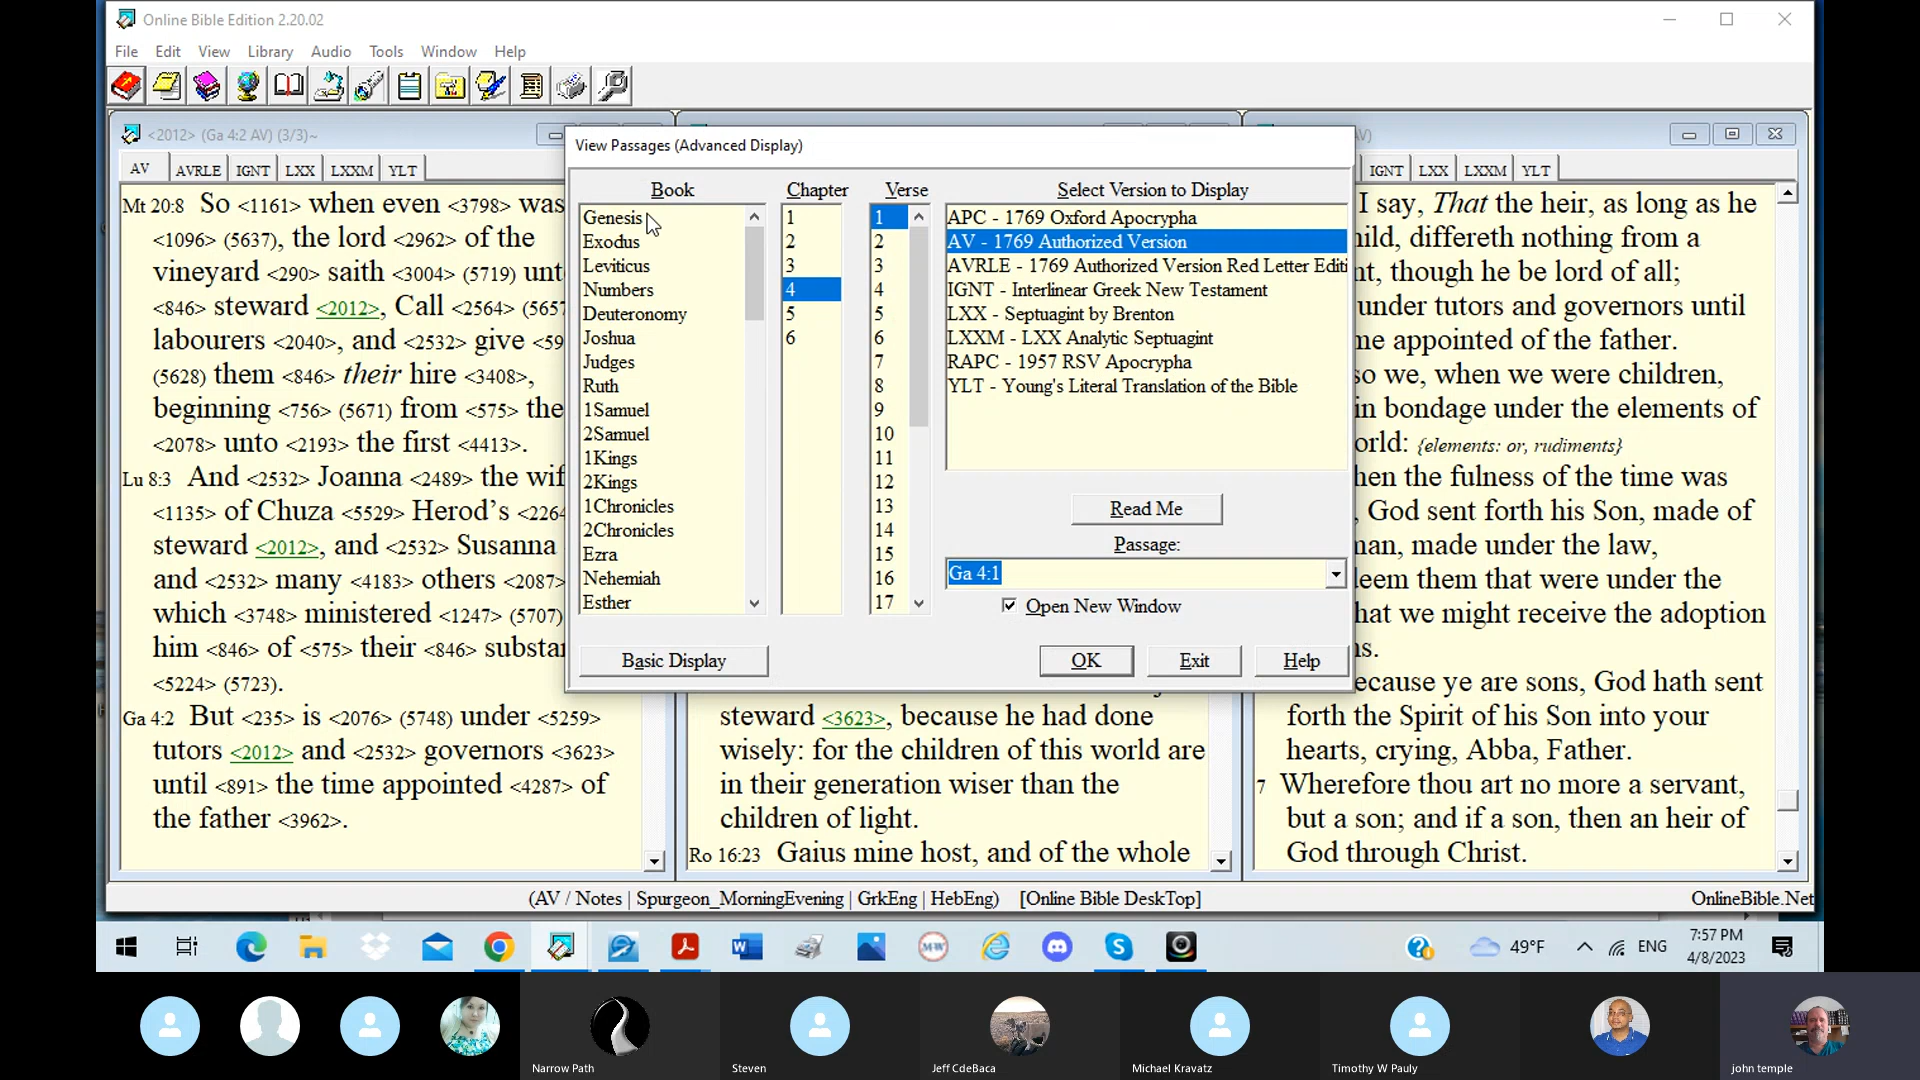 Online Bible Edition 2.20.02
File Edit View Library Audio Tools Window Help
<2012> (Ga 4:2 AV) (3/3)~
AV AVRLE IGNT LXX LXXM YLT
Mt 20:8 So <1161> when even <3798> was
<1096> (5637), the lord <2962> of the
vineyard <290> saith <3004> (5719) unt
<846> steward <2012>, Call <2564> (5657
labourers <2040>, and <2532> give <59
(5628) them <846> their hire <3408>,
beginning <756> (5671) from <575> the
<2078> unto <2193> the first <4413>.
Lu 8:3 And <2532> Joanna <2489> the wif
<1135> of Chuza <5529> Herod’s <2264
steward <2012>, and <2532> Susanna
and <2532> many <4183> others <2087>
which <3748> ministered <1247> (5707)
him <846> of <575> their <846> substan
<5224> (5723).
Ga 4:2 But <235> is <2076> (5748) under <5259>
tutors <2012> and <2532> governors <3623>
until <891> the time appointed <4287> of
the father <3962>.
View Passages (Advanced Display)
Book Chapter Verse Select Version to Display
Genesis
Exodus
Leviticus
Numbers
Deuteronomy
Joshua
Judges
Ruth
1Samuel
2Samuel
1Kings
2Kings
1Chronicles
2Chronicles
Ezra
Nehemiah
Esther
1
2
3
4
5
6
1
2
3
4
5
6
7
8
9
10
11
12
13
14
15
16
17
APC - 1769 Oxford Apocrypha
AV - 1769 Authorized Version
AVRLE - 1769 Authorized Version Red Letter Editi
IGNT - Interlinear Greek New Testament
LXX - Septuagint by Brenton
LXXM - LXX Analytic Septuagint
RAPC - 1957 RSV Apocrypha
YLT - Young's Literal Translation of the Bible
Read Me
Passage:
Ga 4:1
Open New Window
Basic Display OK Exit Help
steward <3623>, because he had done
wisely: for the children of this world are
in their generation wiser than the
children of light.
Ro 16:23 Gaius mine host, and of the whole
V)
IGNT LXX LXXM YLT
I say, That the heir, as long as he
hild, differeth nothing from a
nt, though he be lord of all;
under tutors and governors until
me appointed of the father.
so we, when we were children,
in bondage under the elements of
orld: {elements: or, rudiments}
hen the fulness of the time was
, God sent forth his Son, made of
man, made under the law,
deem them that were under the
hat we might receive the adoption
ns.
ecause ye are sons, God hath sent
forth the Spirit of his Son into your
hearts, crying, Abba, Father.
7 Wherefore thou art no more a servant,
but a son; and if a son, then an heir of
God through Christ.
(AV / Notes | Spurgeon_MorningEvening | GrkEng | HebEng) [Online Bible DeskTop] OnlineBible.Net
49°F ENG 7:57 PM
4/8/2023
Narrow Path Steven Jeff CdeBaca Michael Kravatz Timothy W Pauly john temple